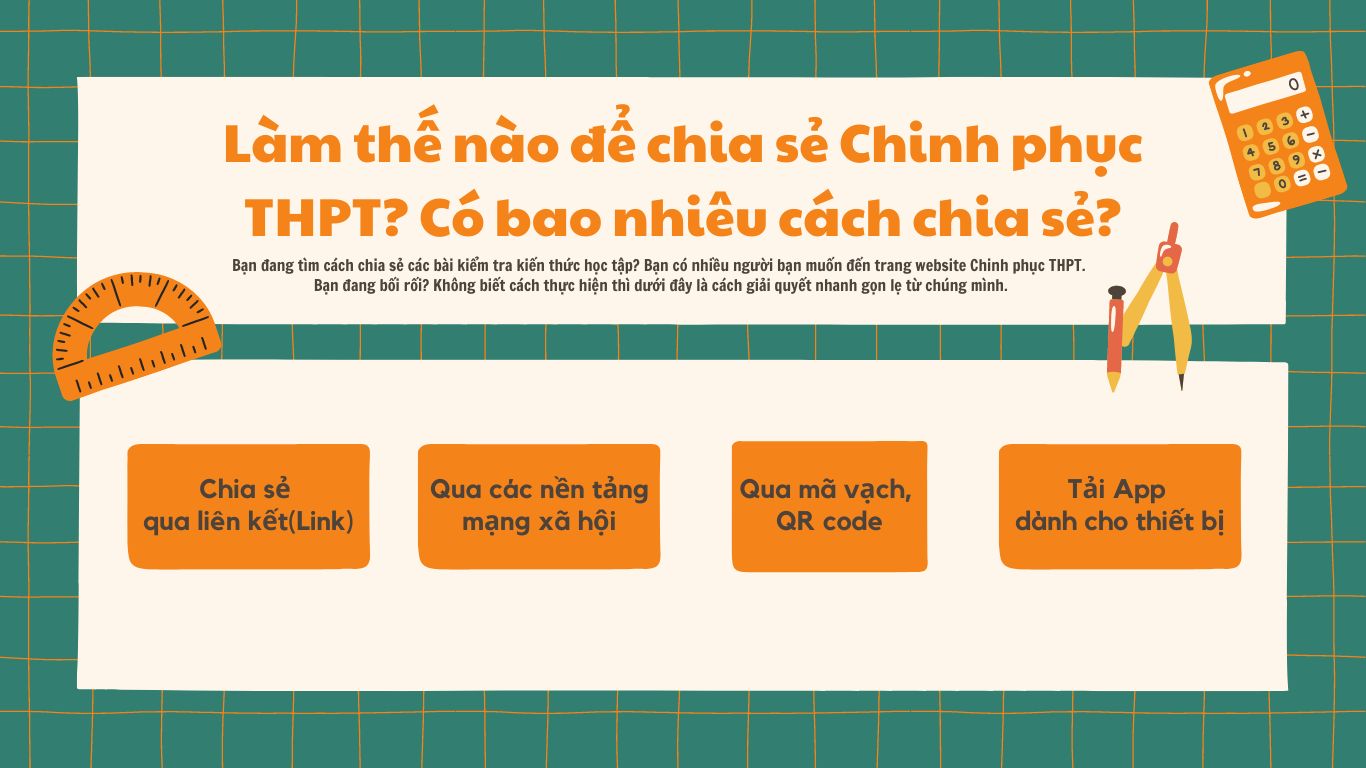 Làm thế nào để chia sẻ Chinh phục
THPT? Có bao nhiêu cách chia sẻ?
Bạn đang tìm cách chia sẻ các bài kiểm tra kiến thức học tập? Bạn có nhiều người bạn muốn đến trang website Chinh phục THPT.
Bạn đang bối rối? Không biết cách thực hiện thì dưới đây là cách giải quyết nhanh gọn lẹ từ chúng mình.
0
1 2 3 +
4 5 6 −
7 8 9 x
0 = −
Chia sẻ
qua liên kết(Link)
Qua các nền tảng
mạng xã hội
Qua mã vạch,
QR code
Tải App
dành cho thiết bị